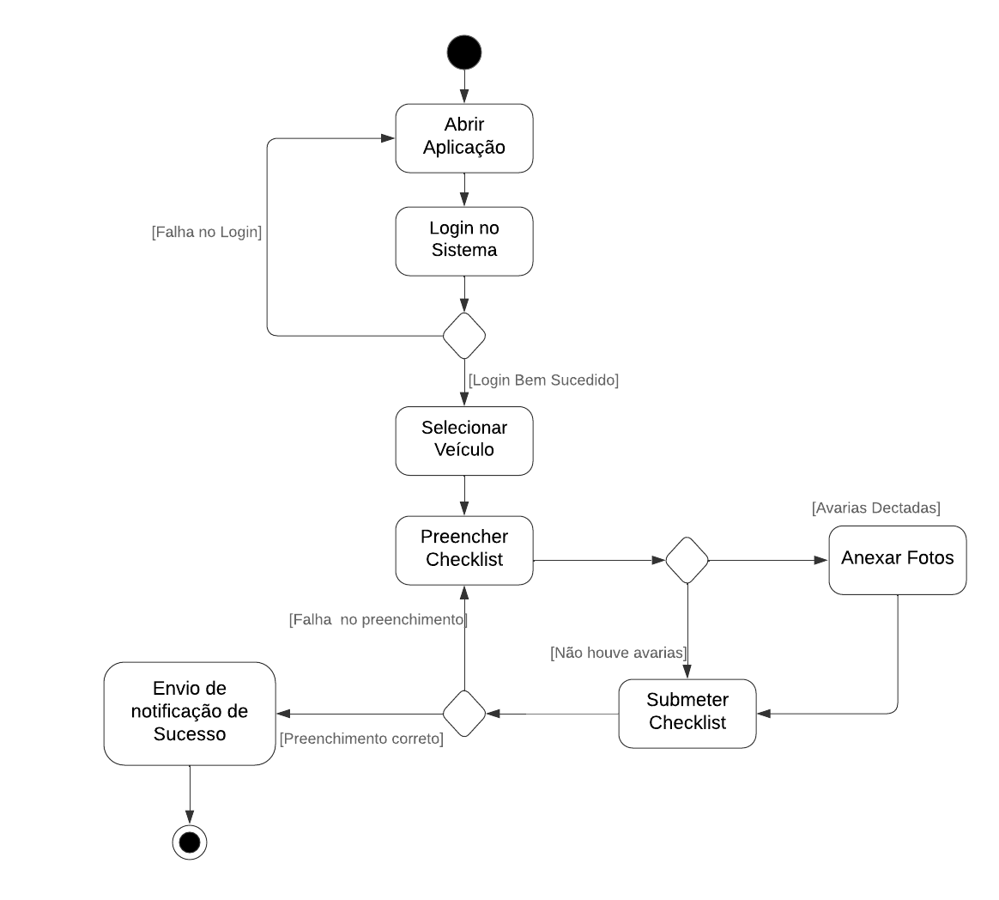 Abrir
Aplicação
[Falha no Login]
Login no
Sistema
[Login Bem Sucedido]
Selecionar
Veículo
[Avarias Dectadas]
Preencher
Checklist
Anexar Fotos
[Falha  no preenchimento]
[Não houve avarias]
Envio de
notificação de
Sucesso
Submeter
Checklist
[Preenchimento correto]